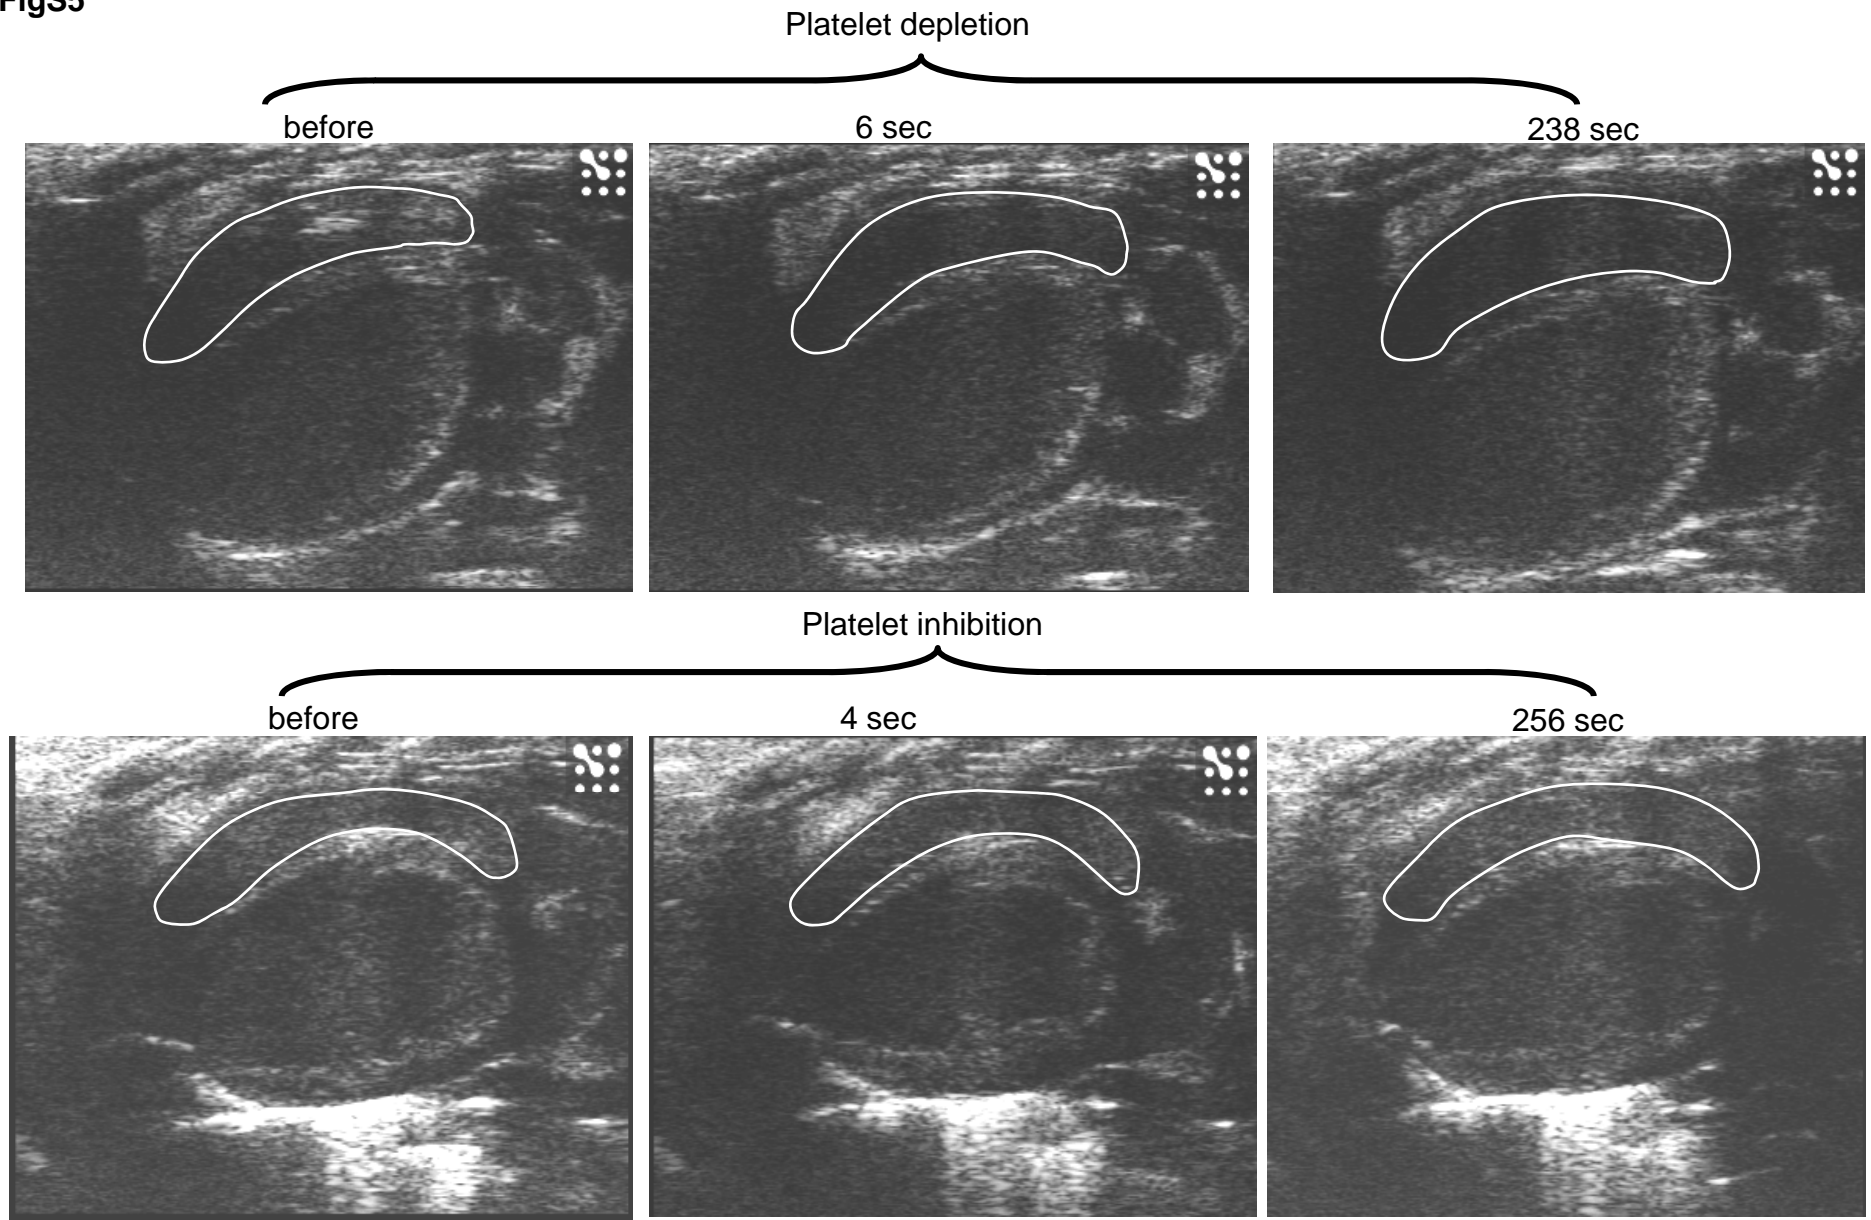 FigS5
Platelet depletion
before 6 sec 238 sec
Platelet inhibition
before 4 sec 256 sec